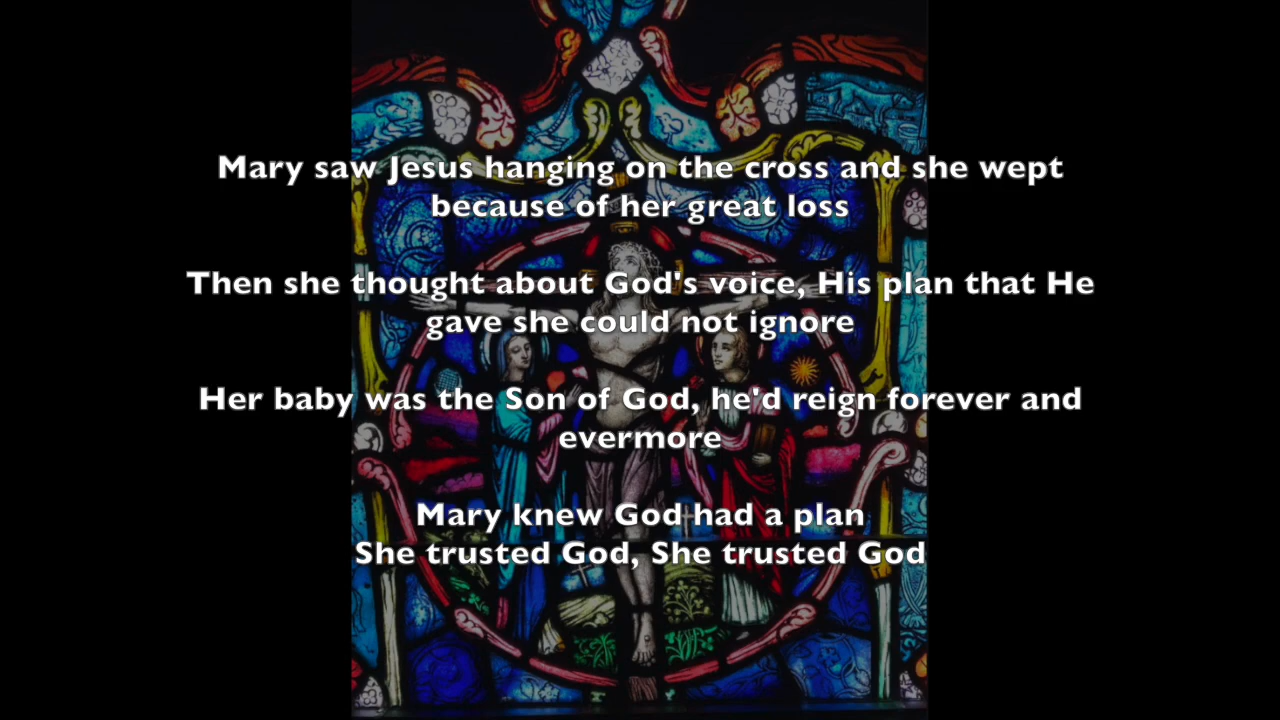 Mary saw Jesus hanging on the cross and she wept
because of her great loss
Then she thought about God's voice, His plan that He
gave she could not ignore
Her baby was the Son of God, he'd reign forever and
evermore
Mary knew God had a plan
She trusted God, She trusted God